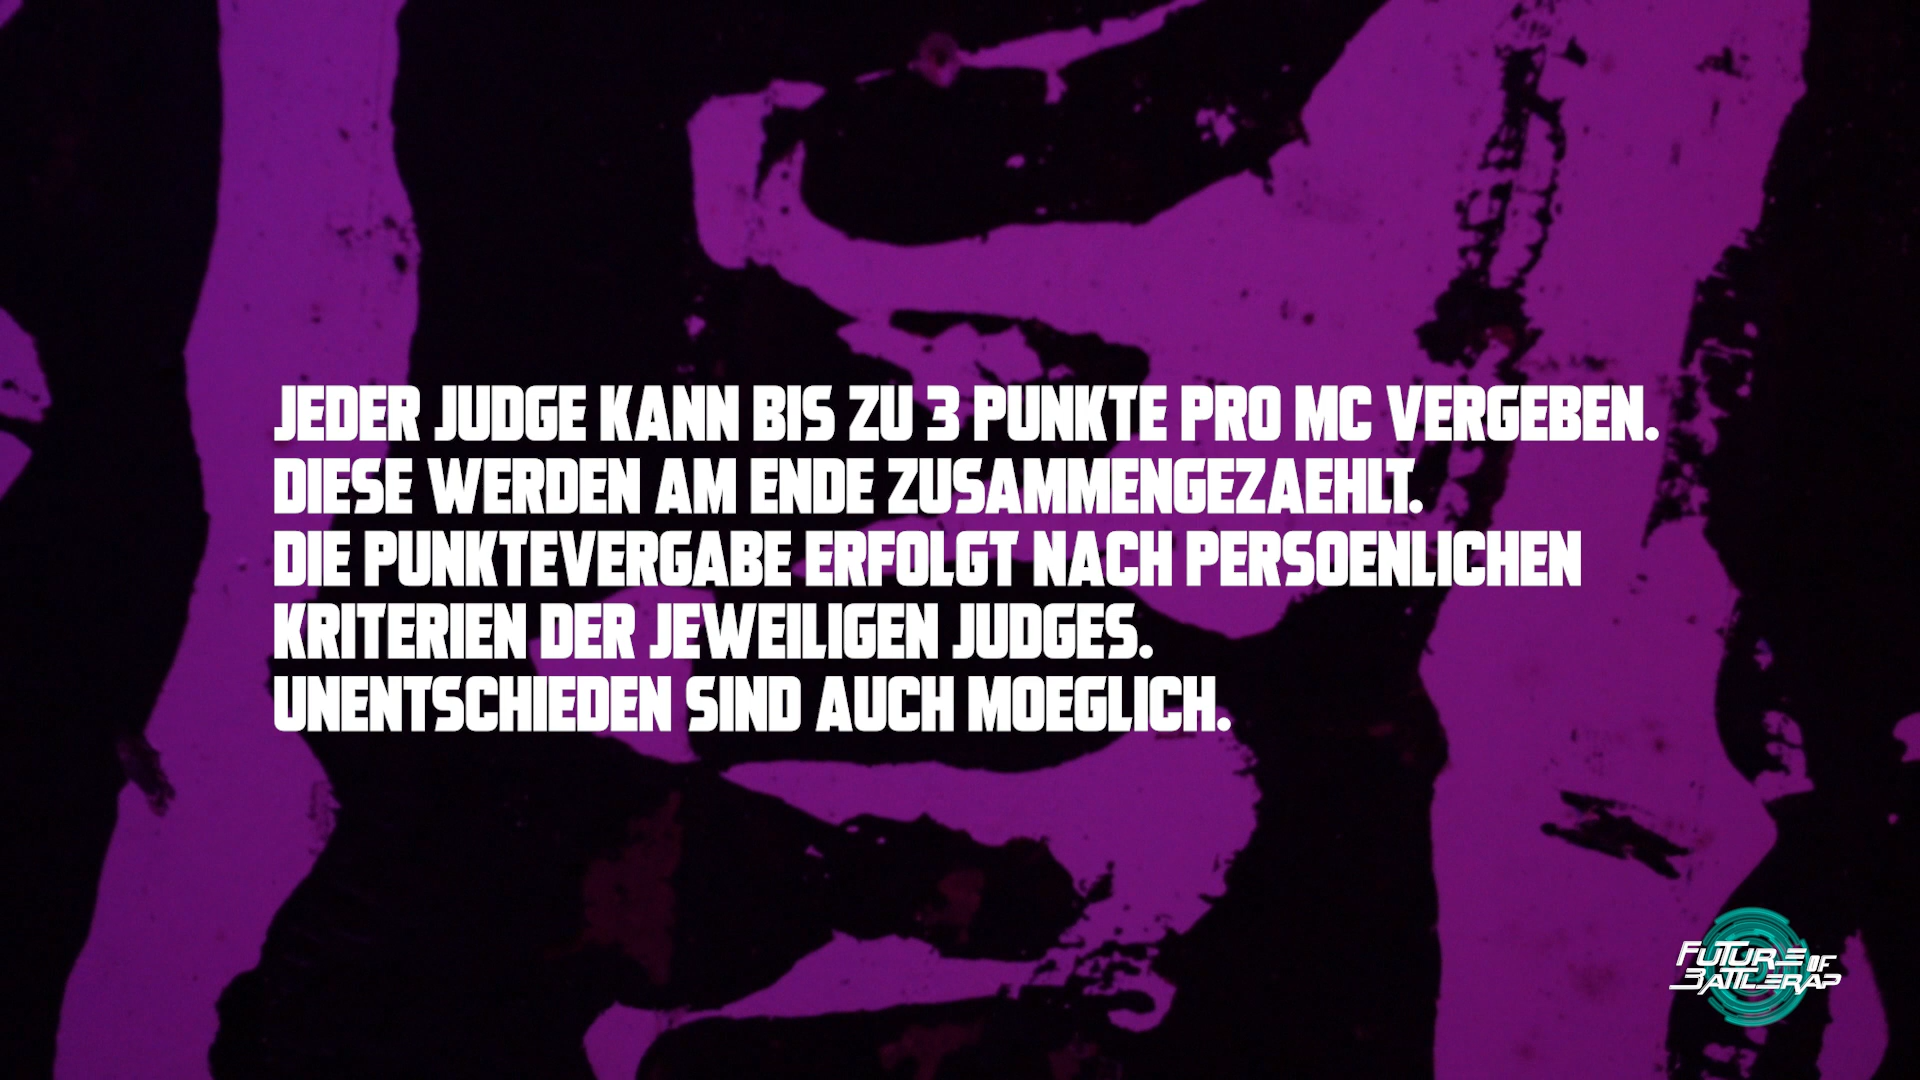 JEDER JUDGE KANN BIS ZU 3 PUNKTE PRO MC VERGEBEN.
DIESE WERDEN AM ENDE ZUSAMMENGEZAEHLT.
DIE PUNKTEVERGABE ERFOLGT NACH PERSOENLICHEN
KRITERIEN DER JEWEILIGEN JUDGES.
UNENTSCHIEDEN SIND AUCH MOEGLICH.
FUTURE OF
BATTLERAP